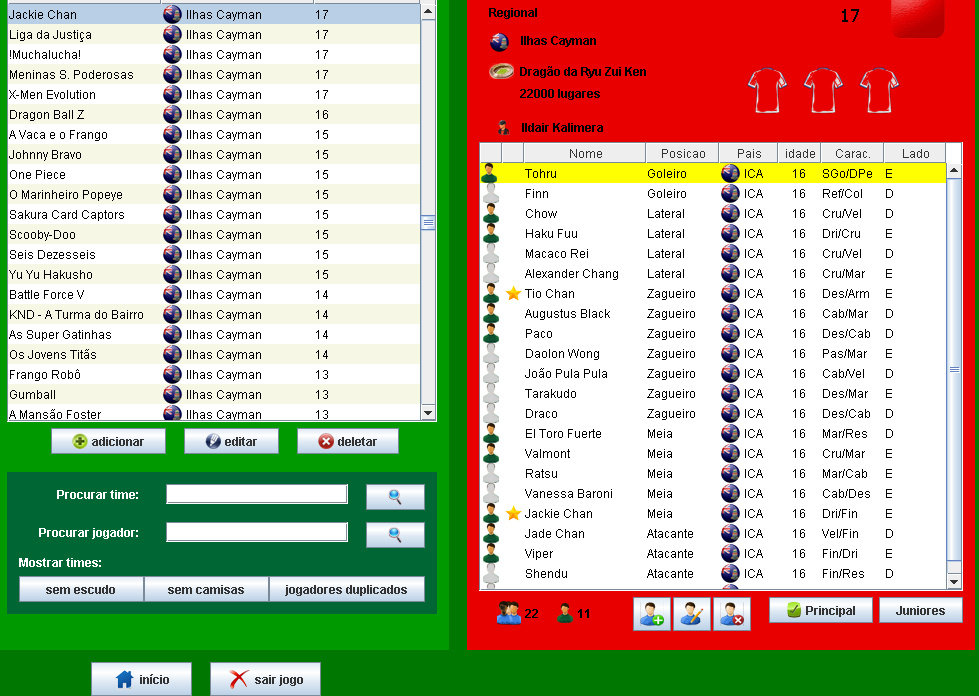 Jackie Chan Ilhas Cayman 17
Liga da Justiça Ilhas Cayman 17
!Muchalucha! Ilhas Cayman 17
Meninas S. Poderosas Ilhas Cayman 17
X-Men Evolution Ilhas Cayman 17
Dragon Ball Z Ilhas Cayman 16
A Vaca e o Frango Ilhas Cayman 15
Johnny Bravo Ilhas Cayman 15
One Piece Ilhas Cayman 15
O Marinheiro Popeye Ilhas Cayman 15
Sakura Card Captors Ilhas Cayman 15
Scooby-Doo Ilhas Cayman 15
Seis Dezesseis Ilhas Cayman 15
Yu Yu Hakusho Ilhas Cayman 15
Battle Force V Ilhas Cayman 14
KND - A Turma do Bairro Ilhas Cayman 14
As Super Gatinhas Ilhas Cayman 14
Os Jovens Titãs Ilhas Cayman 14
Frango Robô Ilhas Cayman 13
Gumball Ilhas Cayman 13
A Mansão Foster Ilhas Cayman 13
adicionar editar deletar
Procurar time:
Procurar jogador:
Mostrar times:
sem escudo sem camisas jogadores duplicados
início sair jogo
Regional 17
Ilhas Cayman
Dragão da Ryu Zui Ken
22000 lugares
Ildair Kalimera
Nome Posicao Pais idade Carac. Lado
Tohru Goleiro ICA 16 SGo/DPe E
Finn Goleiro ICA 16 Ref/Col D
Chow Lateral ICA 16 Cru/Vel D
Haku Fuu Lateral ICA 16 Dri/Cru E
Macaco Rei Lateral ICA 16 Cru/Vel D
Alexander Chang Lateral ICA 16 Cru/Mar E
Tio Chan Zagueiro ICA 16 Des/Arm E
Augustus Black Zagueiro ICA 16 Cab/Mar D
Paco Zagueiro ICA 16 Des/Cab D
Daolon Wong Zagueiro ICA 16 Pas/Mar E
João Pula Pula Zagueiro ICA 16 Cab/Vel D
Tarakudo Zagueiro ICA 16 Des/Mar E
Draco Zagueiro ICA 16 Des/Cab D
El Toro Fuerte Meia ICA 16 Mar/Res D
Valmont Meia ICA 16 Cru/Mar E
Ratsu Meia ICA 16 Mar/Cab D
Vanessa Baroni Meia ICA 16 Cab/Des E
Jackie Chan Meia ICA 16 Dri/Fin E
Jade Chan Atacante ICA 16 Vel/Fin D
Viper Atacante ICA 16 Fin/Dri E
Shendu Atacante ICA 16 Fin/Res D
22 11 Principal Juniores